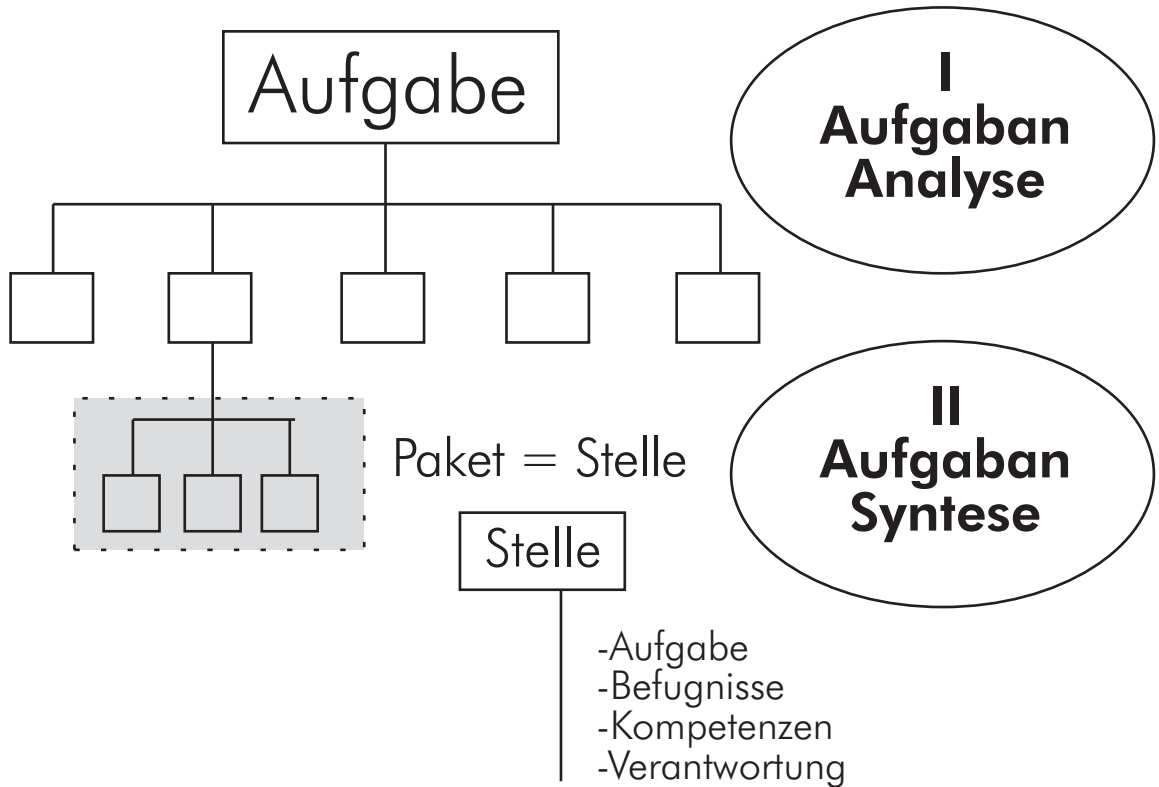 Aufgabe
I
Aufgaban
Analyse
II
Aufgaban
Syntese
Paket = Stelle
Stelle
-Aufgabe
-Befugnisse
-Kompetenzen
-Verantwortung